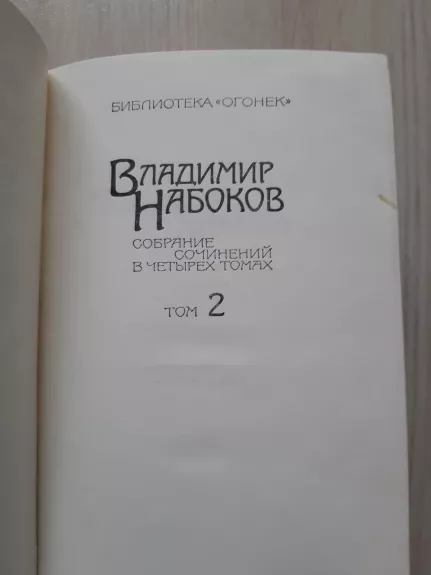 БИБЛИОТЕКА «ОГОНЕК»
ВЛАДИМИР
НАБОКОВ
СОБРАНИЕ
СОЧИНЕНИЙ
В ЧЕТЫРЕХ ТОМАХ
ТОМ 2